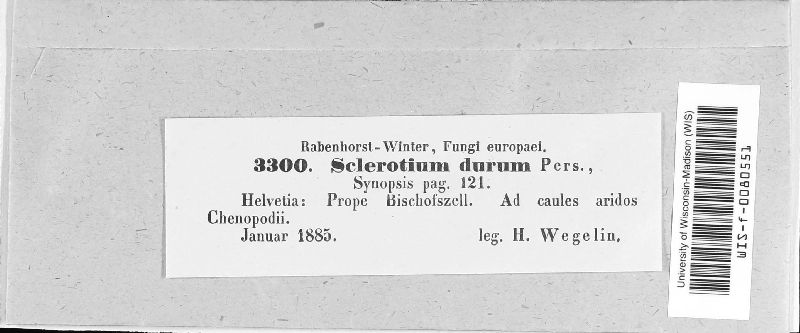 Rabenhorst-Winter, Fungi europaei.
3300. Sclerotium durum Pers.,
Synopsis pag. 121.
Helvetia: Prope Bischofszell. Ad caules aridos
Chenopodii.
Januar 1885. leg. H. Wegelin.
University of Wisconsin-Madison (WIS)
WIS-f-0080551